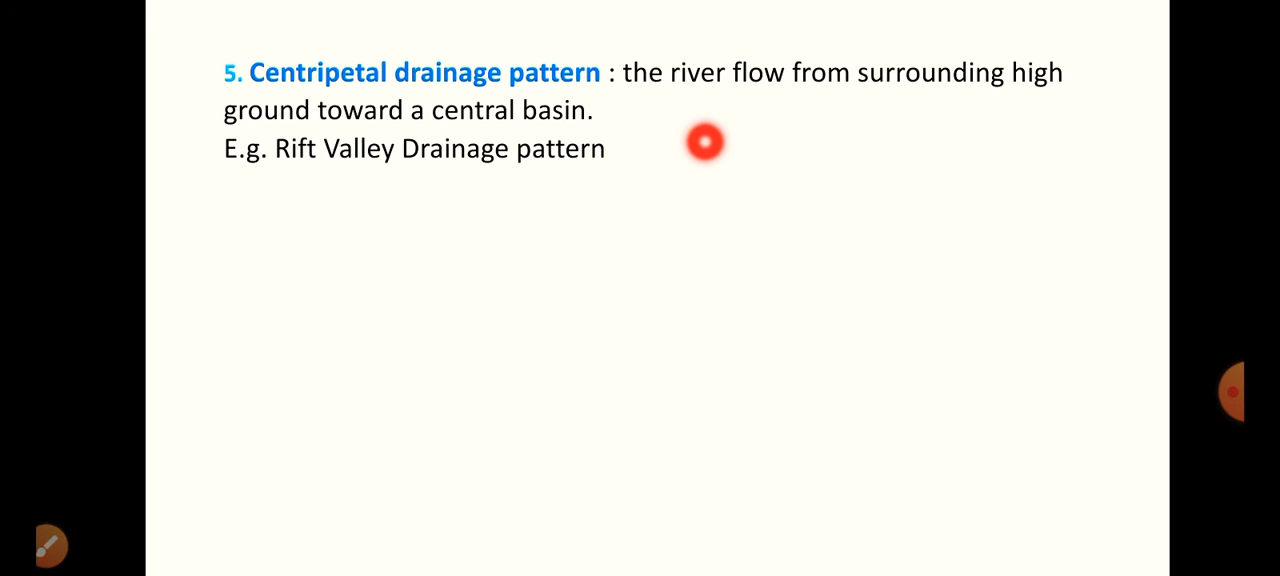 5. Centripetal drainage pattern : the river flow from surrounding high
ground toward a central basin.
E.g. Rift Valley Drainage pattern